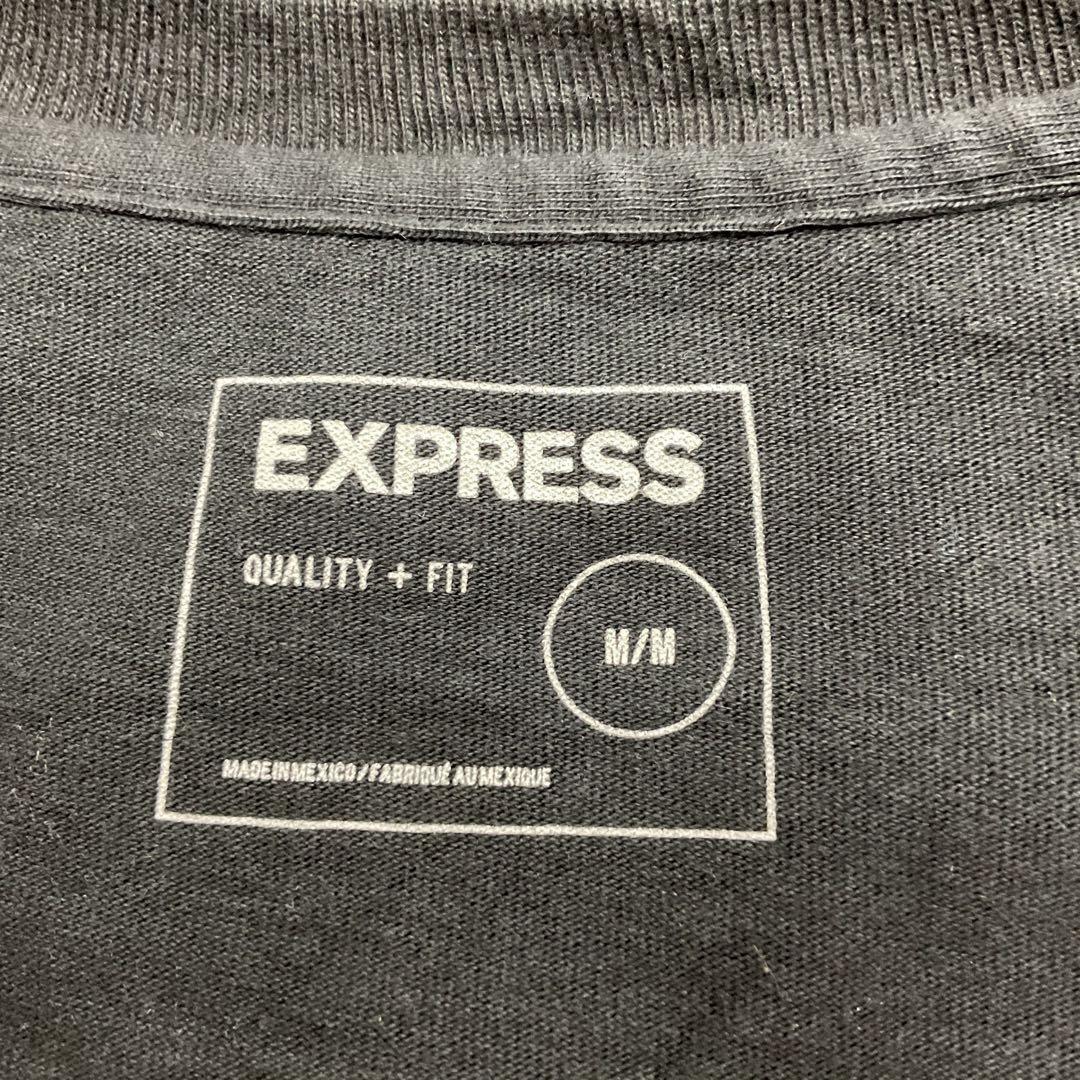 EXPRESS
QUALITY + FIT
M/M
MADE IN MEXICO / FABRIQUÉ AU MEXIQUE